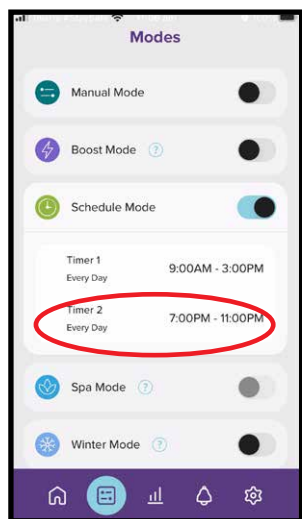 Modes
Manual Mode
Boost Mode ?
Schedule Mode
Timer 1
Every Day
9:00AM - 3:00PM
Timer 2
Every Day
7:00PM - 11:00PM
Spa Mode ?
Winter Mode ?